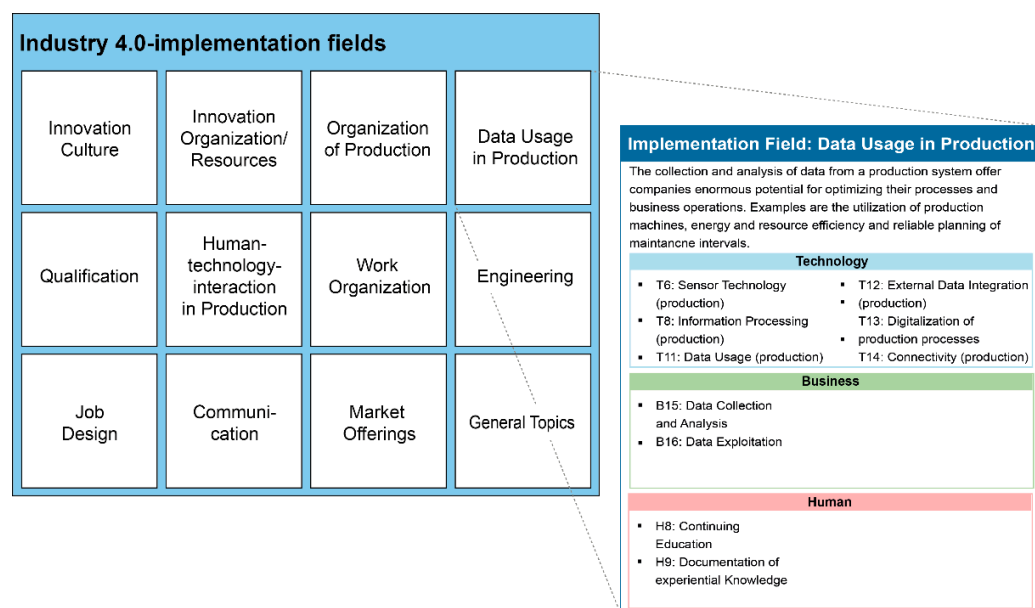 Industry 4.0-implementation fields
Innovation
Culture
Innovation
Organization/
Resources
Organization
of Production
Data Usage
in Production
Qualification
Human-
technology-
interaction
in Production
Work
Organization
Engineering
Job
Design
Communi-
cation
Market
Offerings
General Topics
Implementation Field: Data Usage in Production
The collection and analysis of data from a production system offer
companies enormous potential for optimizing their processes and
business operations. Examples are the utilization of production
machines, energy and resource efficiency and reliable planning of
maintancne intervals.
Technology
▪ T6: Sensor Technology
(production)
▪ T8: Information Processing
(production)
▪ T11: Data Usage (production)
▪ T12: External Data Integration
▪ (production)
T13: Digitalization of
▪ production processes
T14: Connectivity (production)
Business
▪ B15: Data Collection
and Analysis
▪ B16: Data Exploitation
Human
▪ H8: Continuing
Education
▪ H9: Documentation of
experiential Knowledge